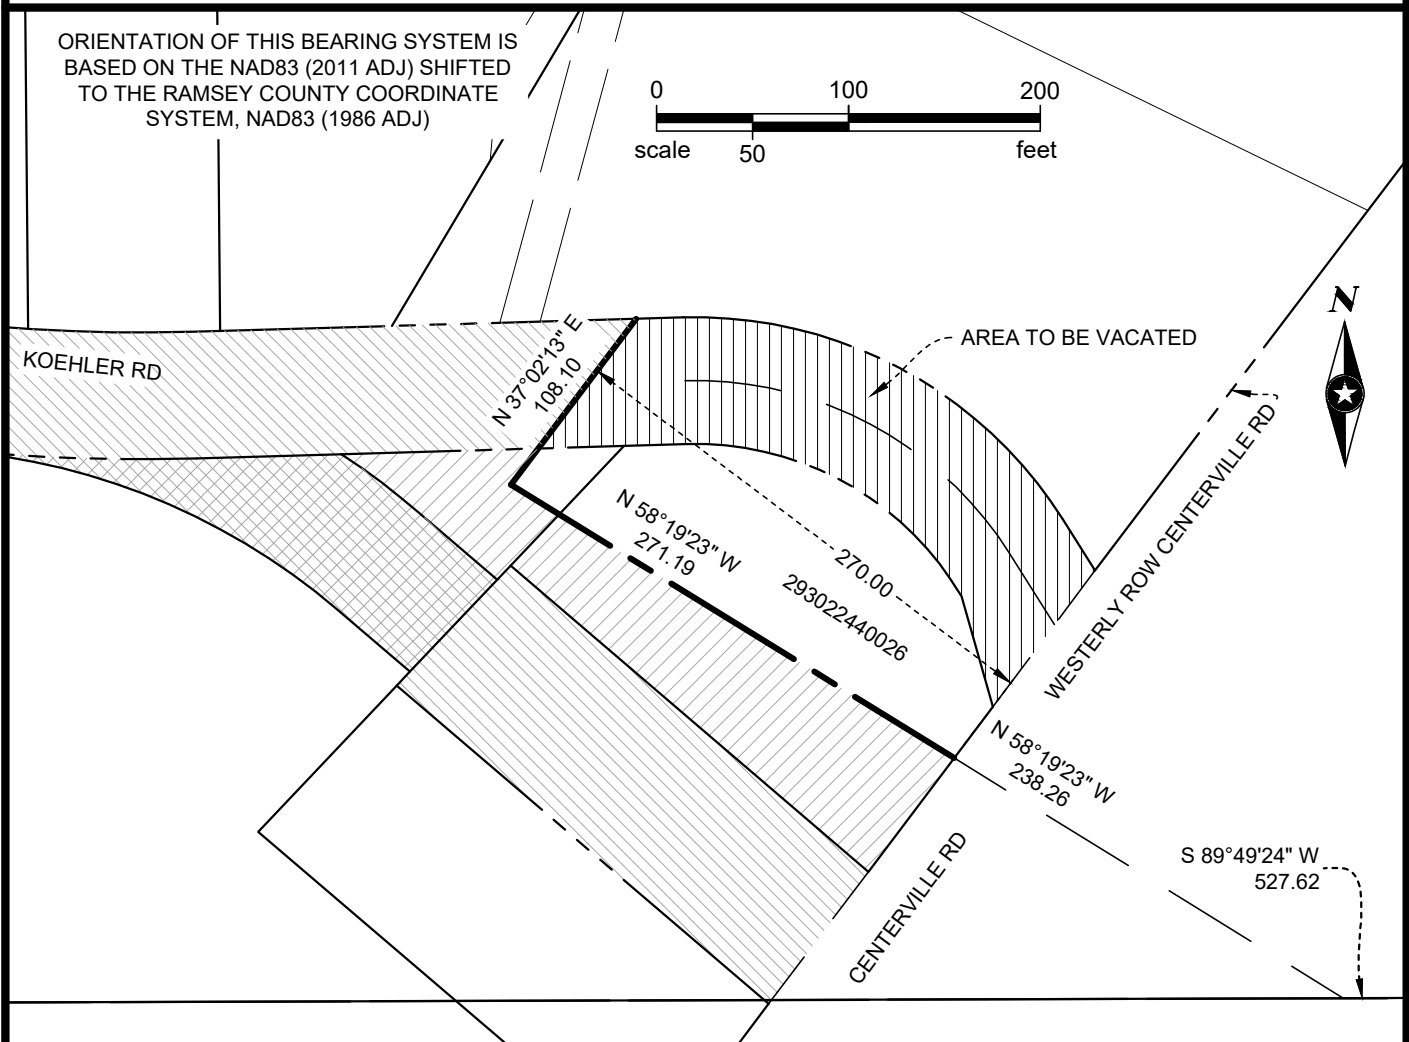 ORIENTATION OF THIS BEARING SYSTEM IS
BASED ON THE NAD83 (2011 ADJ) SHIFTED
TO THE RAMSEY COUNTY COORDINATE
SYSTEM, NAD83 (1986 ADJ)
0 100 200
scale 50 feet
N
AREA TO BE VACATED
KOEHLER RD
N 37°02'13" E
108.10
WESTERLY ROW CENTERVILLE RD
N 58°19'23" W
271.19
270.00
293022440026
N 58°19'23" W
238.26
CENTERVILLE RD
S 89°49'24" W
527.62